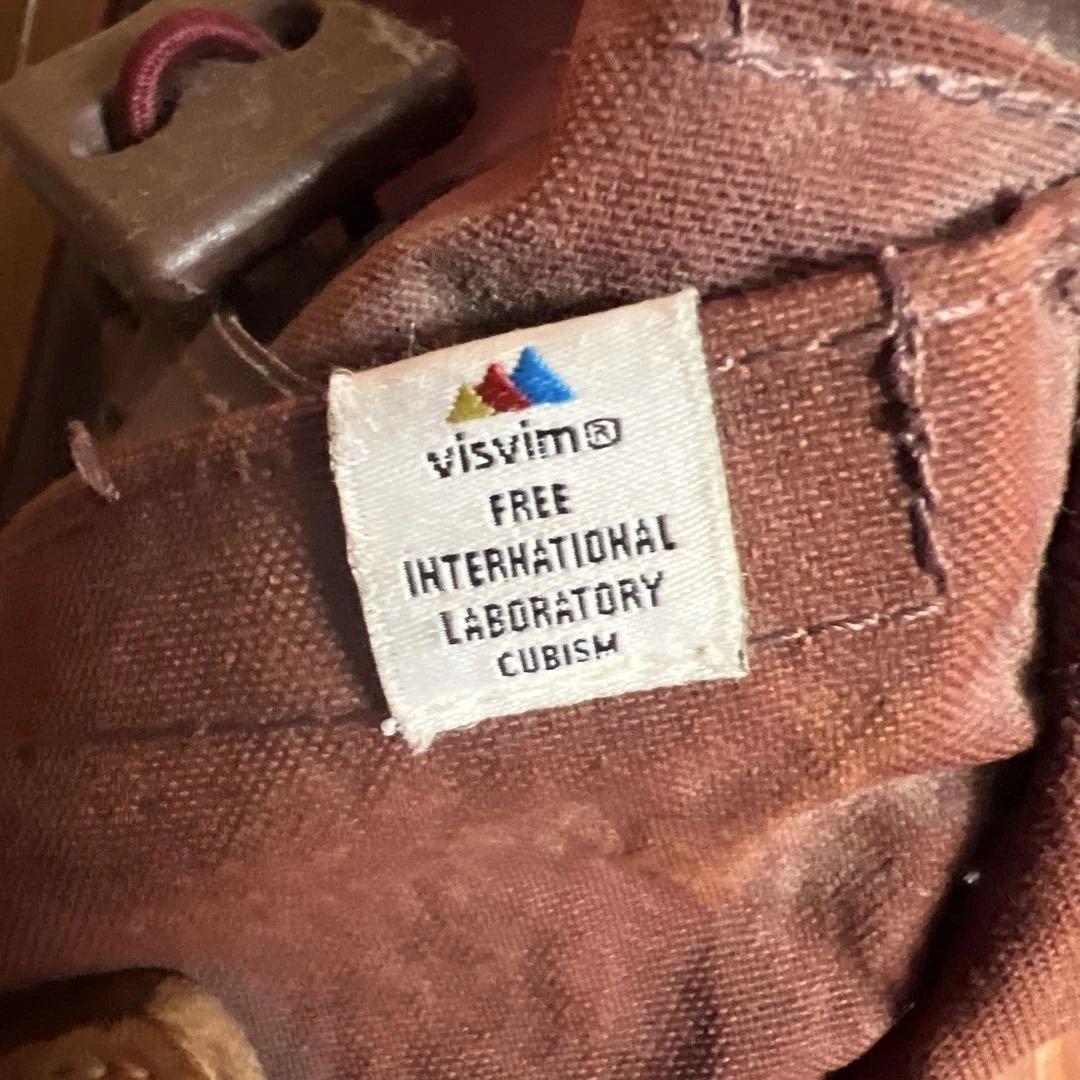 visvim®
FREE
INTERNATIONAL
LABORATORY
CUBISM